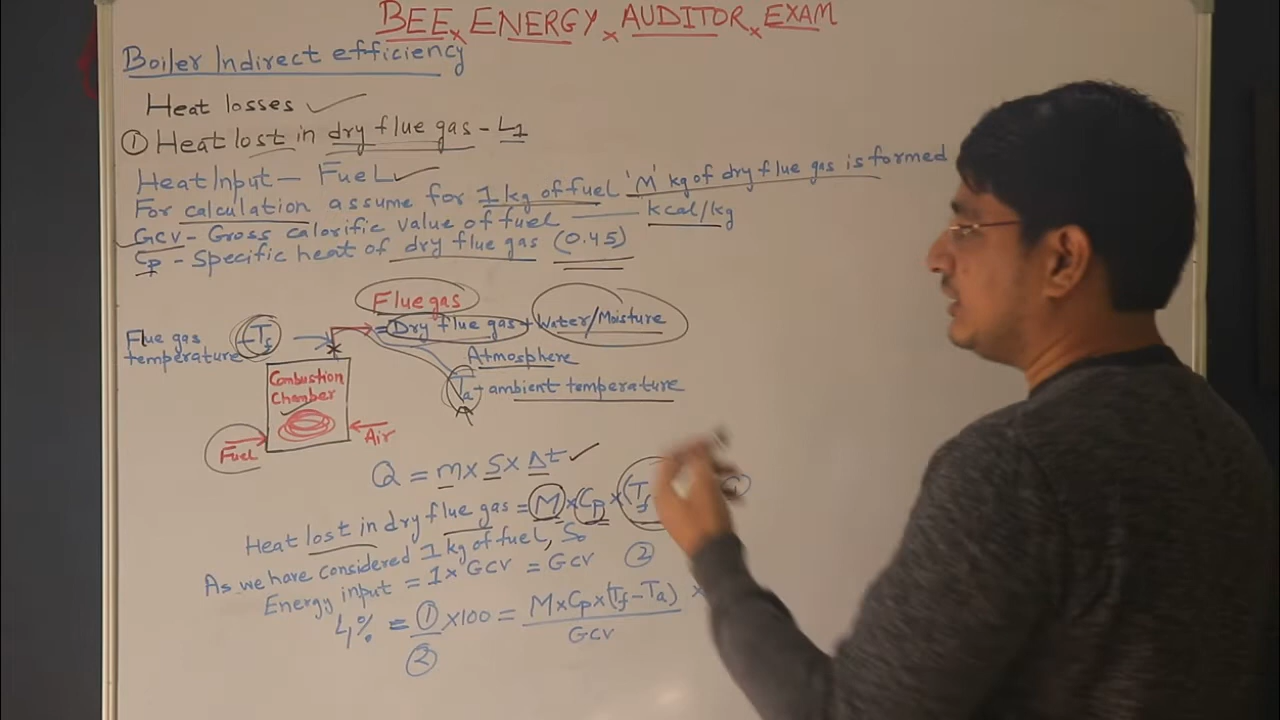 BEE x ENERGY x AUDITOR x EXAM
Boiler Indirect efficiency
Heat losses ✓
① Heat lost in dry flue gas - L1
Heat Input - Fuel ✓
For calculation assume for 1 kg of fuel 'M' kg of dry flue gas is formed
GCV - Gross calorific value of fuel —— kcal/kg
Cp - Specific heat of dry flue gas (0.45)
Flue gas
Flue gas temperature - Tf
= Dry flue gas + Water/Moisture
Atmosphere
Ta - ambient temperature
Combustion
Chamber
Fuel
Air
Q = m x S x Δt ✓
Heat lost in dry flue gas = M x Cp x (Tf ①
As we have considered 1 kg of fuel, So
Energy input = 1 x GCV = GCV ②
L1% = ①/② x100 = M x Cp x (Tf - Ta)/GCV x